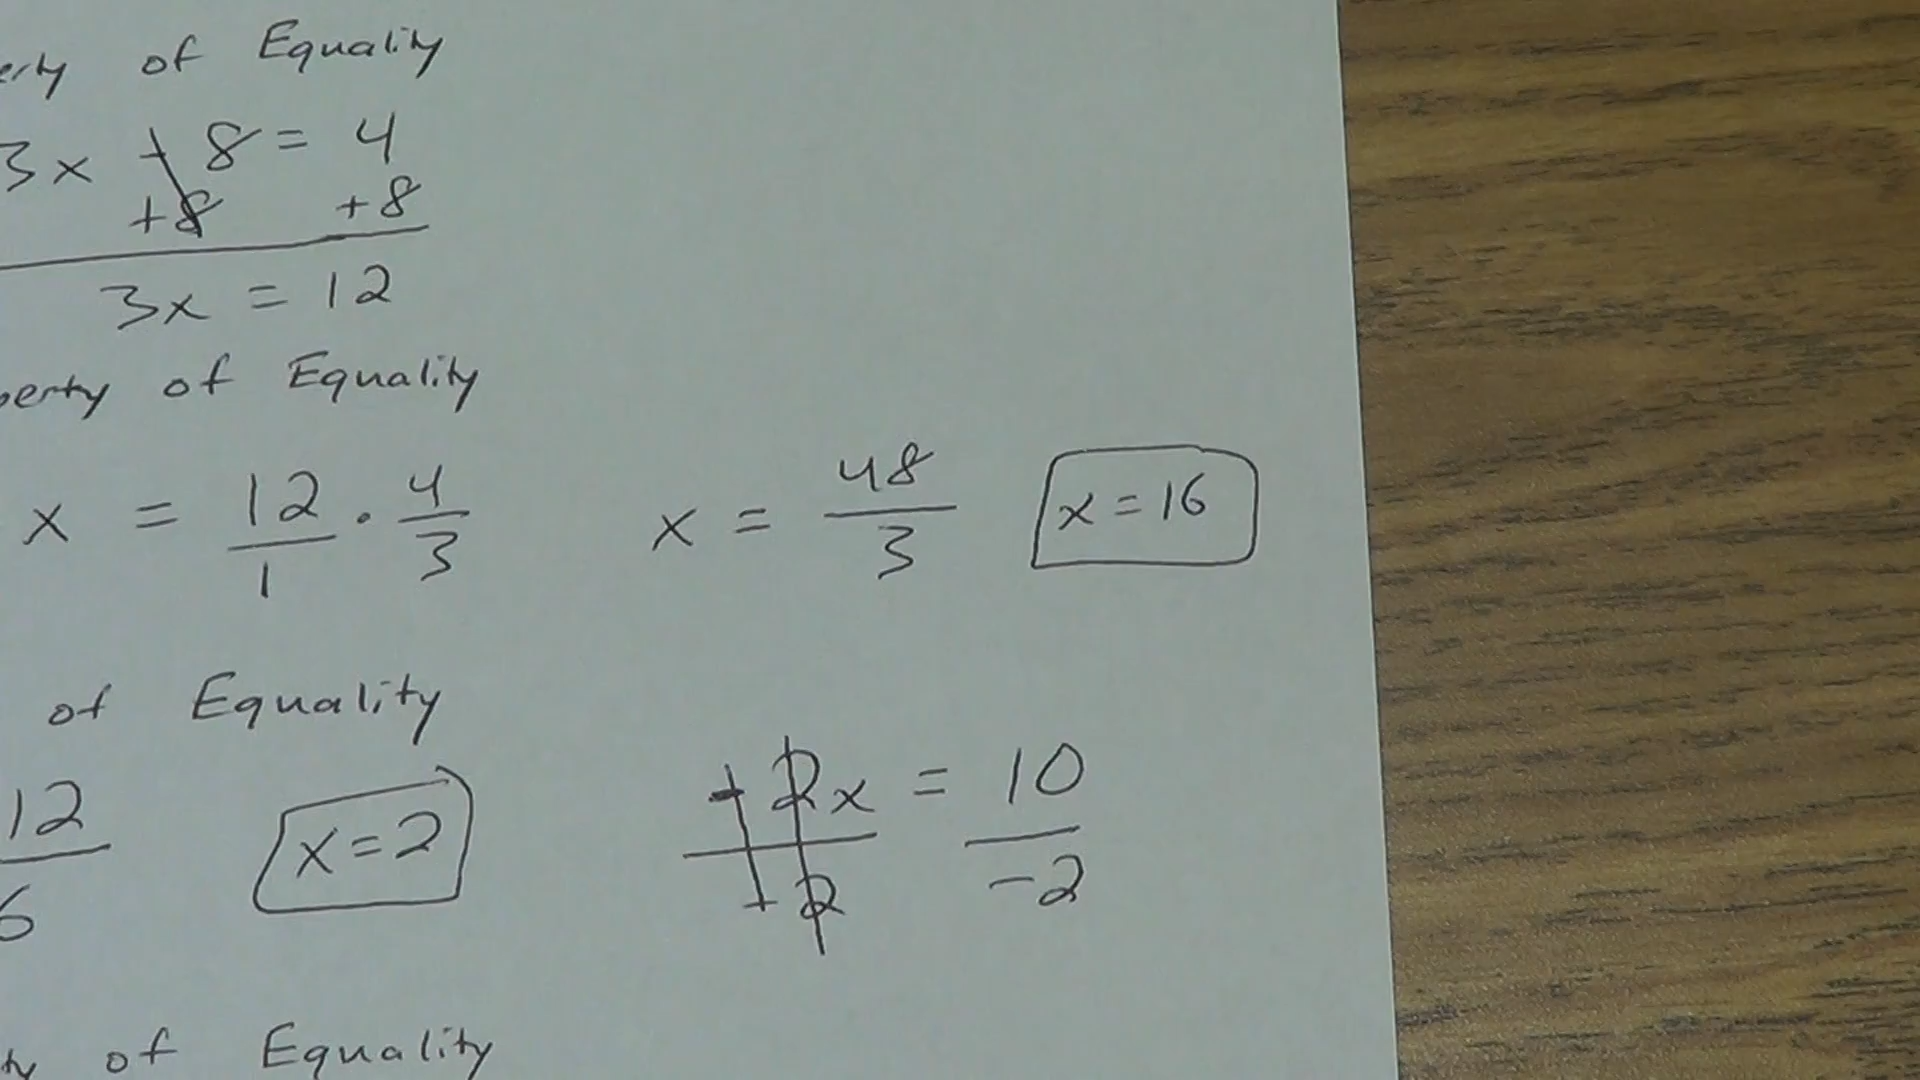 of Equality
3x - 8 = 4
+8 +8
3x = 12
of Equality
x = 12/1 · 4/3 x = 48/3 x = 16
of Equality
12/6 x = 2 -2x/-2 = 10/-2
of Equality